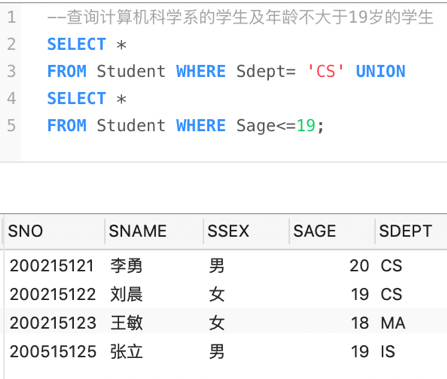 1 --查询计算机科学系的学生及年龄不大于19岁的学生
2 SELECT *
3 FROM Student WHERE Sdept= 'CS' UNION
4 SELECT *
5 FROM Student WHERE Sage<=19;
SNO SNAME SSEX SAGE SDEPT
200215121 李勇 男 20 CS
200215122 刘晨 女 19 CS
200215123 王敏 女 18 MA
200515125 张立 男 19 IS